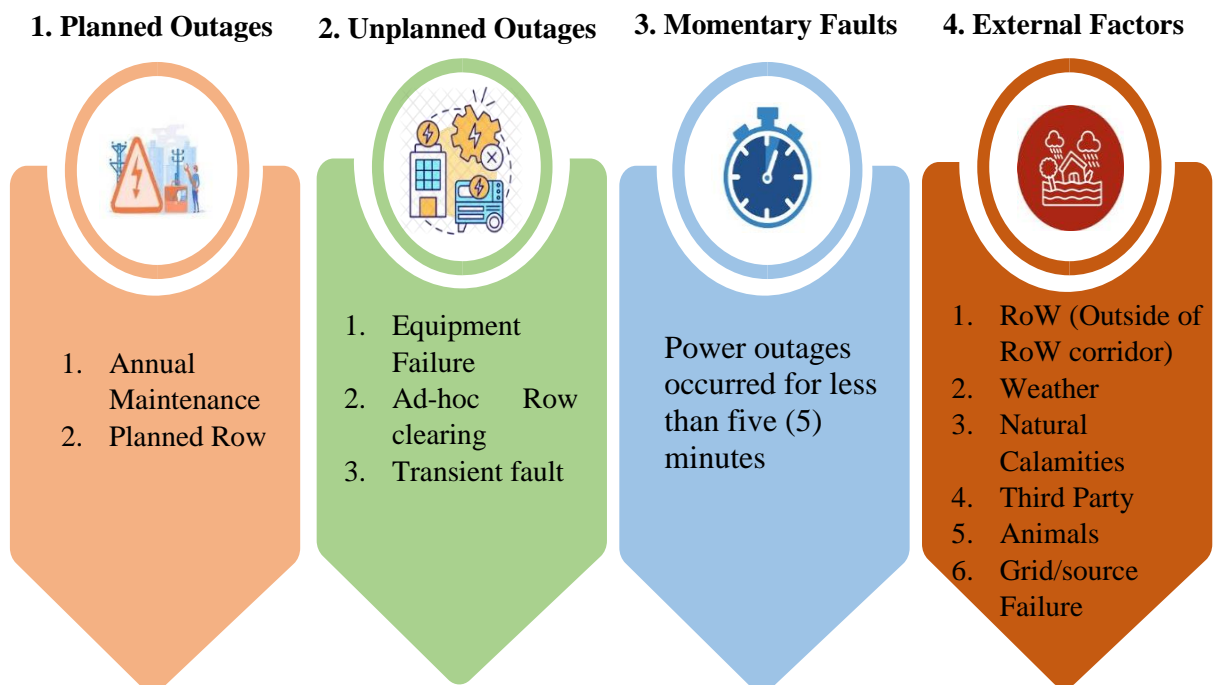 1. Planned Outages
2. Unplanned Outages
3. Momentary Faults
4. External Factors
1. Annual
Maintenance
2. Planned Row
1. Equipment
Failure
2. Ad-hoc Row
clearing
3. Transient fault
Power outages
occurred for less
than five (5)
minutes
1. RoW (Outside of
RoW corridor)
2. Weather
3. Natural
Calamities
4. Third Party
5. Animals
6. Grid/source
Failure